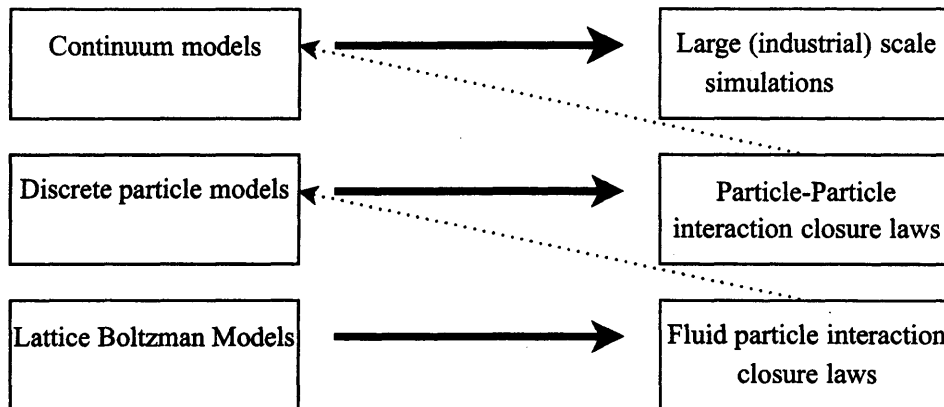 Continuum models
Large (industrial) scale
simulations
Discrete particle models
Particle-Particle
interaction closure laws
Lattice Boltzman Models
Fluid particle interaction
closure laws